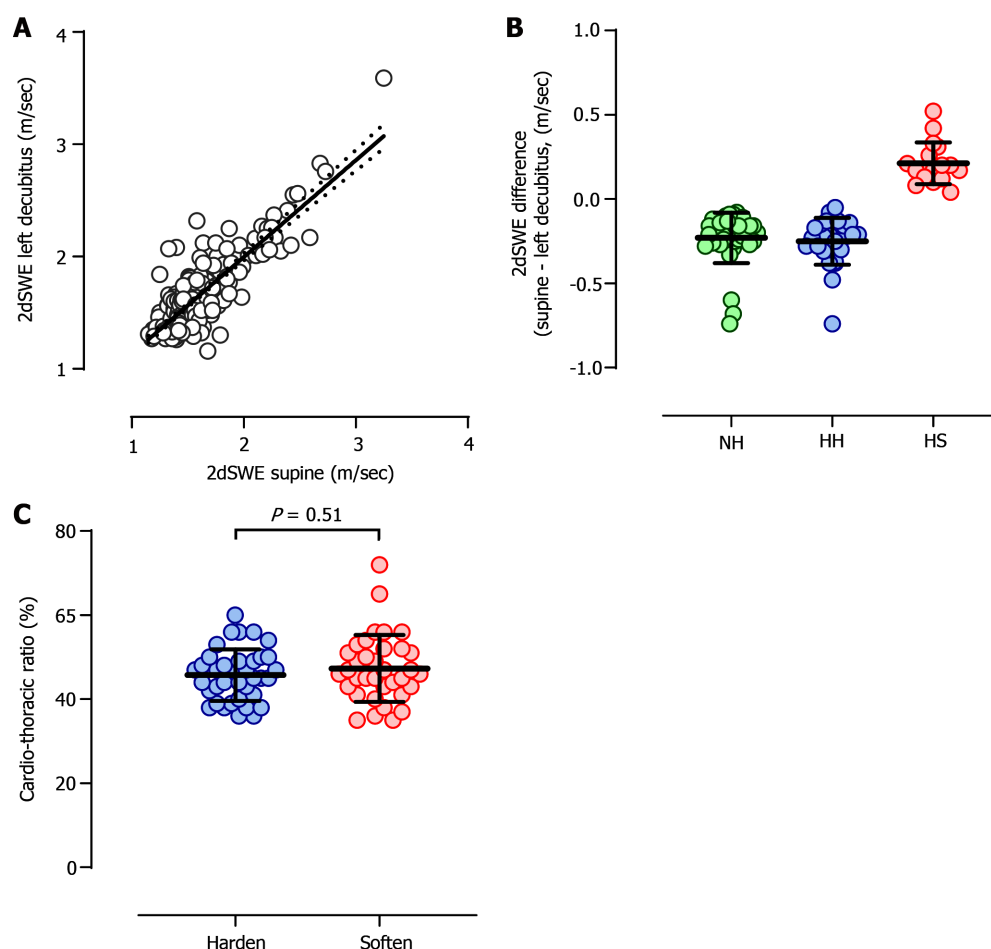 A
4
3
2
1
2dSWE left decubitus (m/sec)
1 2 3 4
2dSWE supine (m/sec)
B
1.0
0.5
0.0
-0.5
-1.0
2dSWE difference
(supine - left decubitus, (m/sec)
NH HH HS
C
P = 0.51
80
65
40
20
0
Cardio-thoracic ratio (%)
Harden Soften